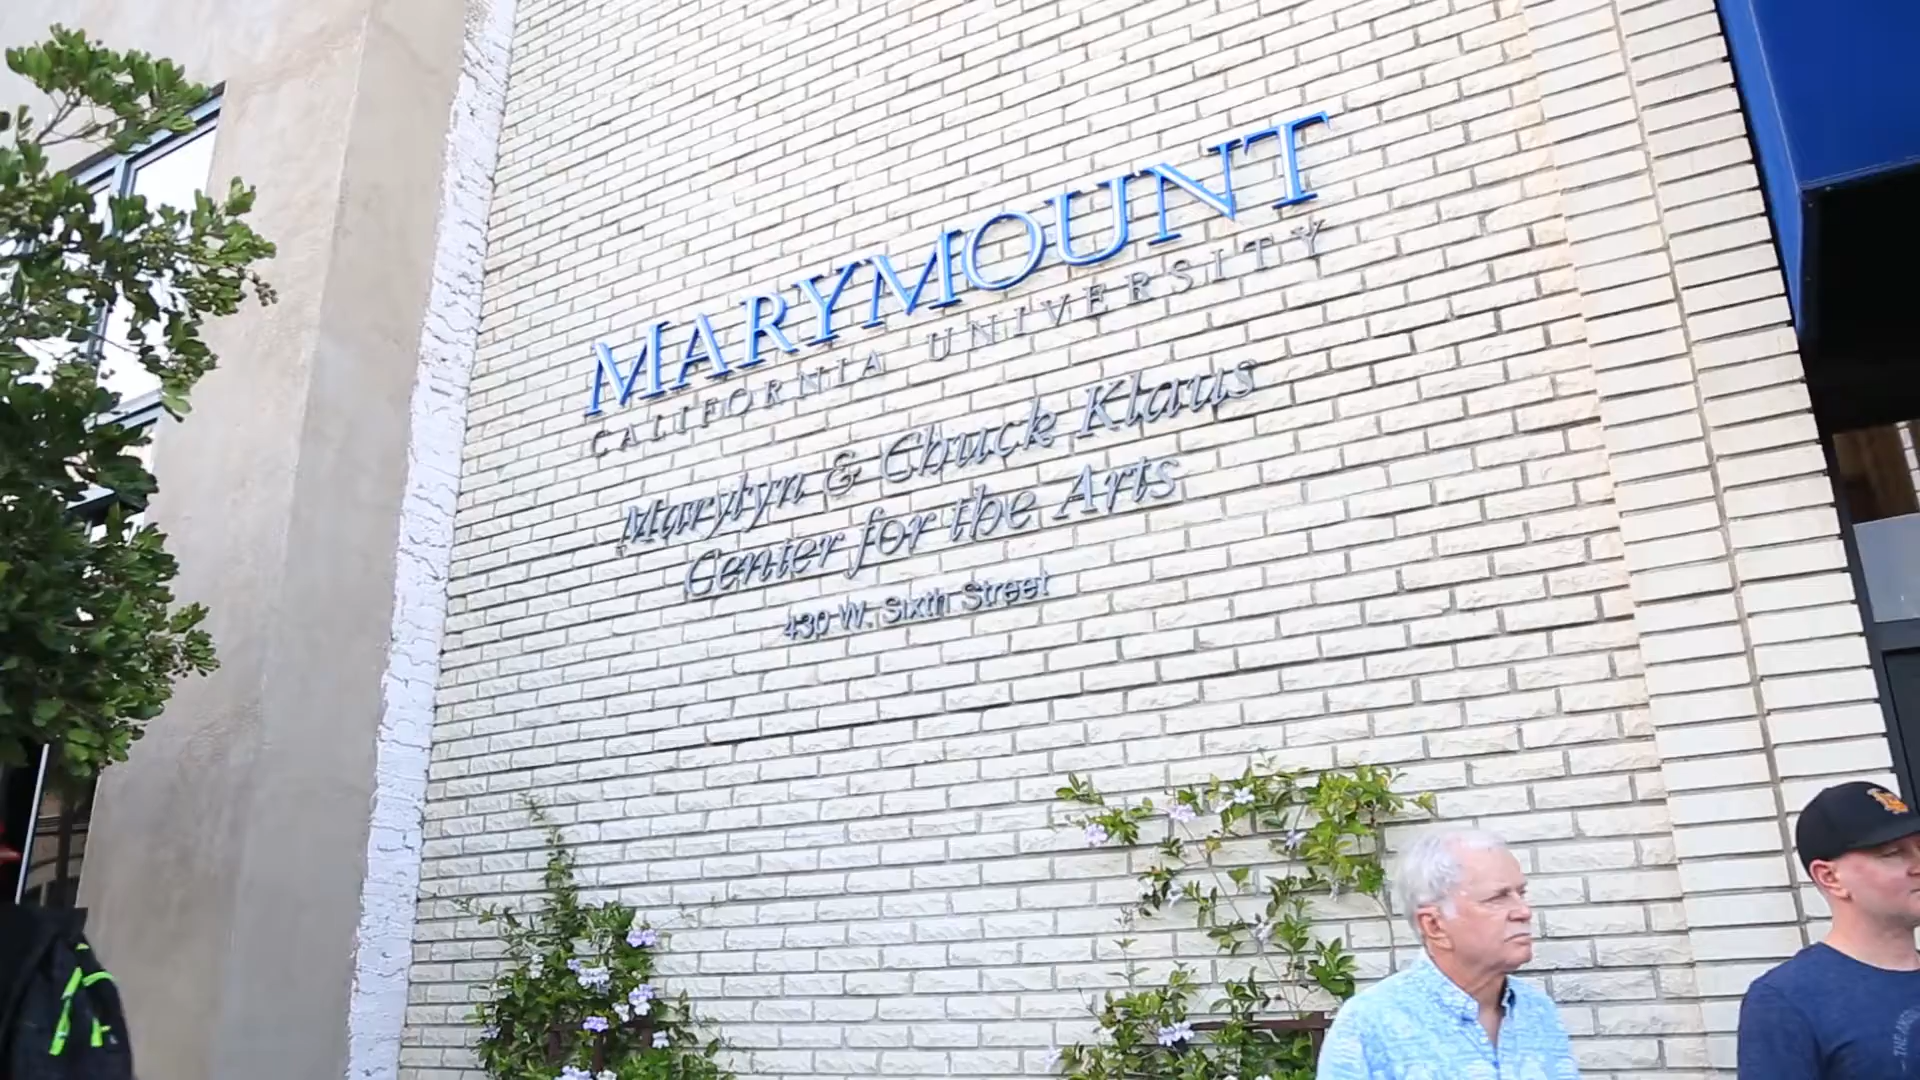 MARYMOUNT
CALIFORNIA UNIVERSITY
Marylyn & Chuck Klaus
Center for the Arts
430 W. Sixth Street